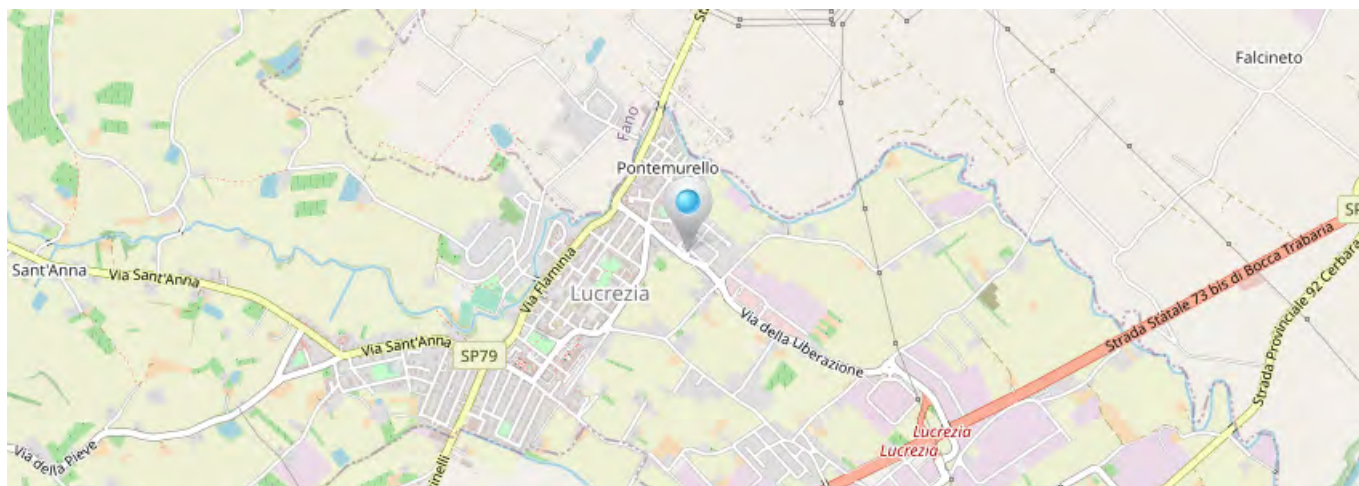 Falcineto
Fano
Pontemurello
SP
Sant'Anna
Via Sant'Anna
Via Flaminia
Lucrezia
Strada Statale 73 bis di Bocca Trabaria
Strada Provinciale 92 Cerbara
Via della Liberazione
Via Sant'Anna
SP79
Lucrezia
Lucrezia
Via della Pieve
inelli